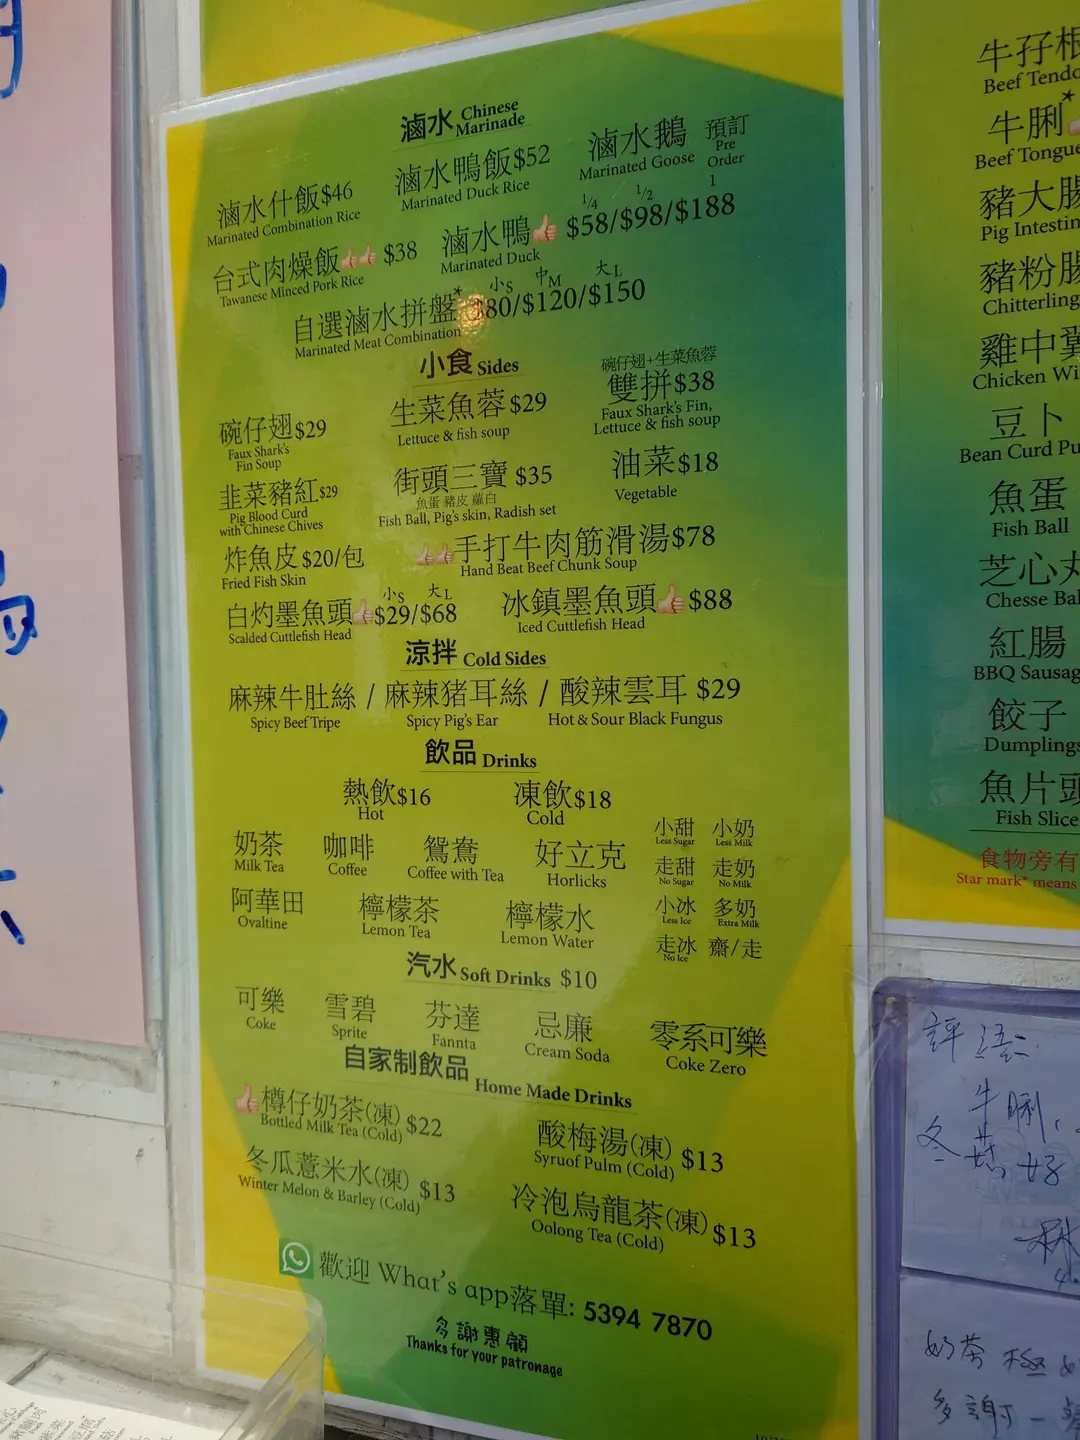 滷水 Chinese Marinade
滷水什飯$46
Marinated Combination Rice
滷水鴨飯$52
Marinated Duck Rice
滷水鵝 預訂
Marinated Goose Pre Order
台式肉燥飯 $38
Tawanese Minced Pork Rice
滷水鴨 $58/$98/$188
1/4 1/2 1
Marinated Duck
自選滷水拼盤* $80/$120/$150
小S 中M 大L
Marinated Meat Combination
小食 Sides
碗仔翅$29
Faux Shark's
Fin Soup
生菜魚蓉$29
Lettuce & fish soup
碗仔翅+生菜魚蓉
雙拼$38
Faux Shark's Fin,
Lettuce & fish soup
韭菜豬紅$29
Pig Blood Curd
with Chinese Chives
街頭三寶 $35
魚蛋 豬皮 蘿白
Fish Ball, Pig's skin, Radish set
油菜$18
Vegetable
炸魚皮$20/包
Fried Fish Skin
手打牛肉筋滑湯$78
Hand Beat Beef Chunk Soup
小S 大L
白灼墨魚頭$29/$68
Scalded Cuttlefish Head
冰鎮墨魚頭$88
Iced Cuttlefish Head
涼拌 Cold Sides
麻辣牛肚絲 / 麻辣猪耳絲 / 酸辣雲耳 $29
Spicy Beef Tripe Spicy Pig's Ear Hot & Sour Black Fungus
飲品 Drinks
熱飲$16 凍飲$18
Hot Cold
奶茶 咖啡 鴛鴦 好立克
Milk Tea Coffee Coffee with Tea Horlicks
阿華田 檸檬茶 檸檬水
Ovaltine Lemon Tea Lemon Water
小甜 小奶
Less Sugar Less Milk
走甜 走奶
No Sugar No Milk
小冰 多奶
Less Ice Extra Milk
走冰 齋/走
No Ice
汽水 Soft Drinks $10
可樂 雪碧 芬達 忌廉 零系可樂
Coke Sprite Fannta Cream Soda Coke Zero
自家制飲品 Home Made Drinks
樽仔奶茶(凍) $22
Bottled Milk Tea (Cold)
酸梅湯(凍) $13
Syruof Pulm (Cold)
冬瓜薏米水(凍) $13
Winter Melon & Barley (Cold)
冷泡烏龍茶(凍) $13
Oolong Tea (Cold)
歡迎 What's app落單: 5394 7870
多謝惠顧
Thanks for your patronage
牛孖根
Beef Tendo
牛脷*
Beef Tongue
豬大腸
Pig Intestin
豬粉腸
Chitterling
雞中翼
Chicken Wi
豆卜
Bean Curd Pu
魚蛋
Fish Ball
芝心丸
Chesse Bal
紅腸
BBQ Sausag
餃子
Dumplings
魚片頭
Fish Slice
食物旁有
Star mark* means
評語:
牛脷,
冬菇 好
奶茶 極
多謝